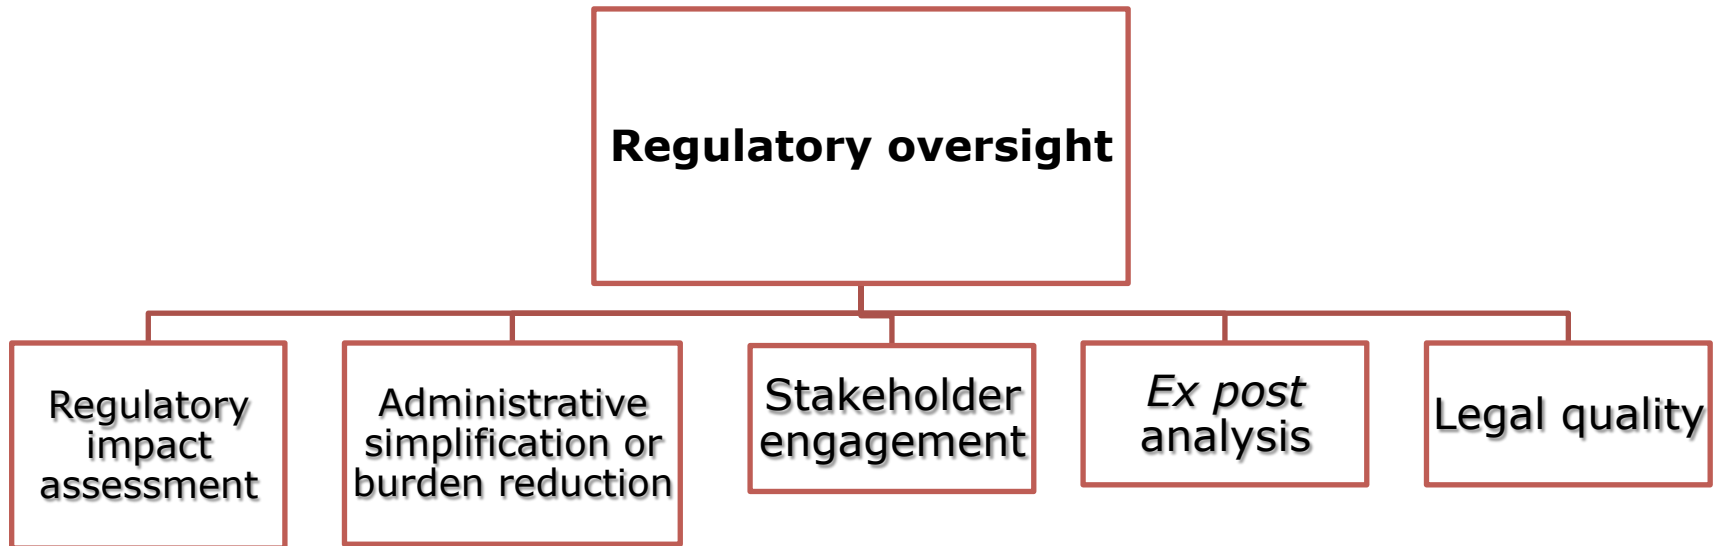 Regulatory oversight
Regulatory
impact
assessment
Administrative
simplification or
burden reduction
Stakeholder
engagement
Ex post
analysis
Legal quality